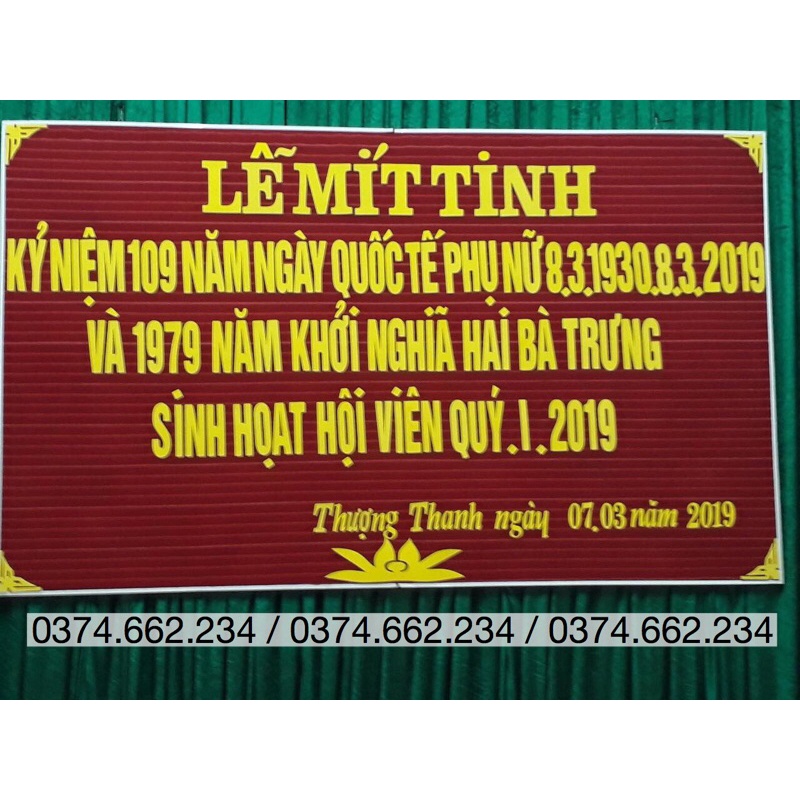 LỄ MÍT TINH
KỶ NIỆM 109 NĂM NGÀY QUỐC TẾ PHỤ NỮ 8.3.1930.8.3.2019
VÀ 1979 NĂM KHỞI NGHĨA HAI BÀ TRƯNG
SINH HOẠT HỘI VIÊN QUÝ.I.2019
Thượng Thanh ngày 07.03 năm 2019
0374.662.234 / 0374.662.234 / 0374.662.234